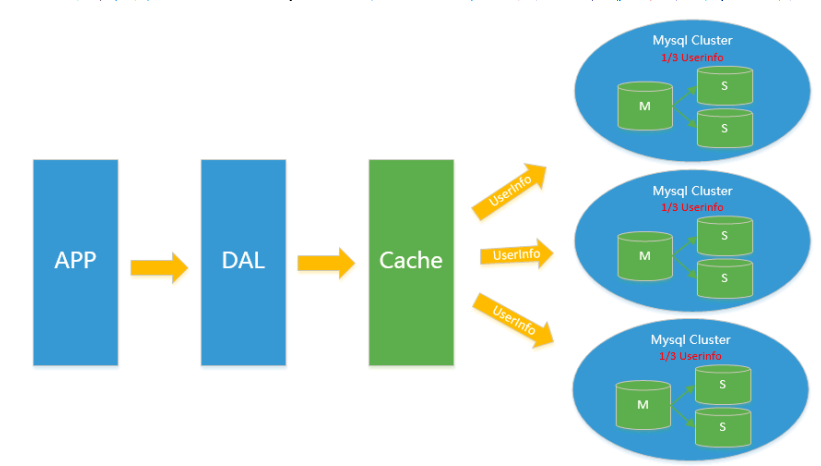 Mysql Cluster
1/3 Userinfo
M
S
S
APP
DAL
Cache
UserInfo
UserInfo
UserInfo
Mysql Cluster
1/3 Userinfo
M
S
S
Mysql Cluster
1/3 Userinfo
M
S
S